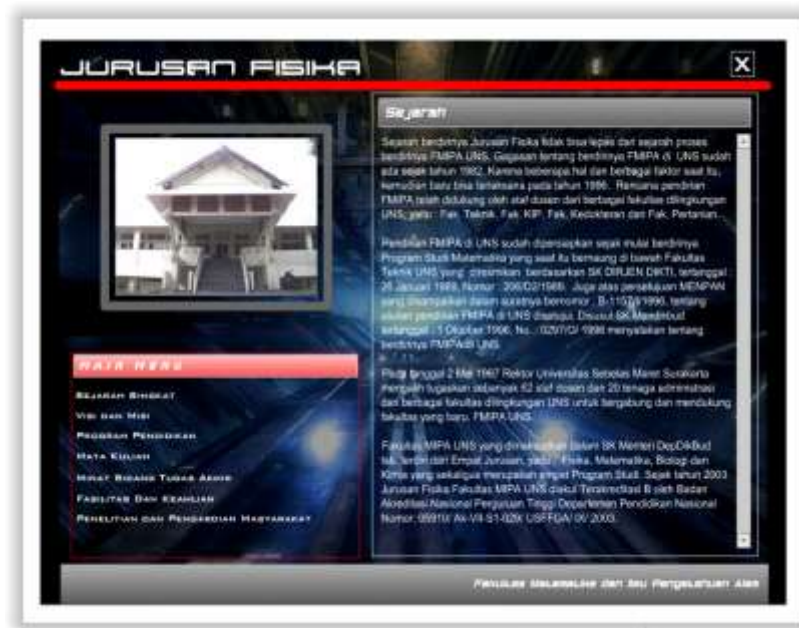 JURUSAN FISIKA
X
Sejarah
Sejarah berdirinya Jurusan Fisika tidak bisa lepas dari sejarah proses
berdirinya FMIPA UNS. Gagasan tentang berdirinya FMIPA di UNS sudah
ada sejak tahun 1982. Karena beberapa hal dan berbagai faktor saat itu,
kemudian baru bisa terlaksana pada tahun 1996. Rencana pendirian
FMIPA telah didukung oleh staf dosen dari berbagai fakultas dilingkungan
UNS, yaitu : Fak. Teknik, Fak. KIP, Fak. Kedokteran dan Fak. Pertanian.
Pendirian FMIPA di UNS sudah dipersiapkan sejak mulai berdirinya
Program Studi Matematika yang saat itu bernaung di bawah Fakultas
Teknik UNS yang diresmikan berdasarkan SK DIRJEN DIKTI, tertanggal :
26 Januari Nomor : Juga atas persetujuan MENPAN
yang disampaikan dalam suratnya bernomor : tentang
usulan pendirian FMIPA di UNS disetujui. Disusul SK Mendikbud
tertanggal : 1 Oktober 1996, No. : menyatakan tentang
berdirinya FMIPA di UNS.
Pada tanggal 2 Mei 1997 Rektor Universitas Sebelas Maret Surakarta
sebanyak 62 staf dosen dan 20 tenaga administrasi
dari berbagai fakultas dilingkungan UNS untuk bergabung dan mendukung
fakultas yang baru, FMIPA UNS.
Fakultas MIPA UNS yang dimaksudkan dalam SK Menteri DepDikBud
tsb, terdiri dari Empat Jurusan, yaitu : Fisika, Matematika, Biologi dan
Kimia yang sekaligus merupakan empat Program Studi. Sejak tahun 2003
Jurusan Fisika Fakultas MIPA UNS diakui Terakreditasi B oleh Badan
Akreditasi Nasional Perguruan Tinggi Departemen Pendidikan Nasional
Nomor: 2003.
MAIN MENU
SEJARAH SINGKAT
VISI DAN MISI
PROGRAM PENDIDIKAN
MATA KULIAH
MINAT BIDANG TUGAS AKHIR
FASILITAS DAN KEAHLIAN
PENELITIAN DAN PENGABDIAN MASYARAKAT
Fakultas Matematika dan Ilmu Pengetahuan Alam